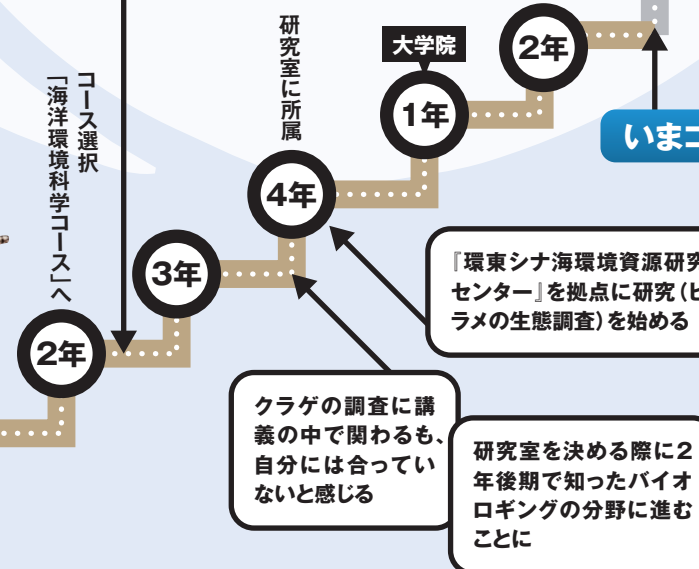 コース選択
「海洋環境科学コース」へ
2年
3年
研究室に所属
4年
大学院
1年
2年
いまコ
『環東シナ海環境資源研究
センター』を拠点に研究（ヒ
ラメの生態調査）を始める
クラゲの調査に講
義の中で関わるも、
自分には合ってい
ないと感じる
研究室を決める際に2
年後期で知ったバイオ
ロギングの分野に進む
ことに